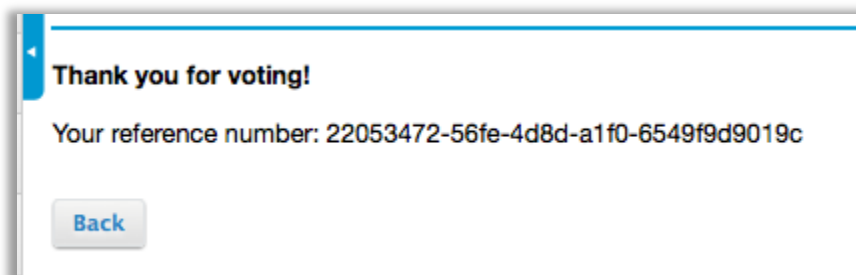 Thank you for voting!
Your reference number: 22053472-56fe-4d8d-a1f0-6549f9d9019c
Back